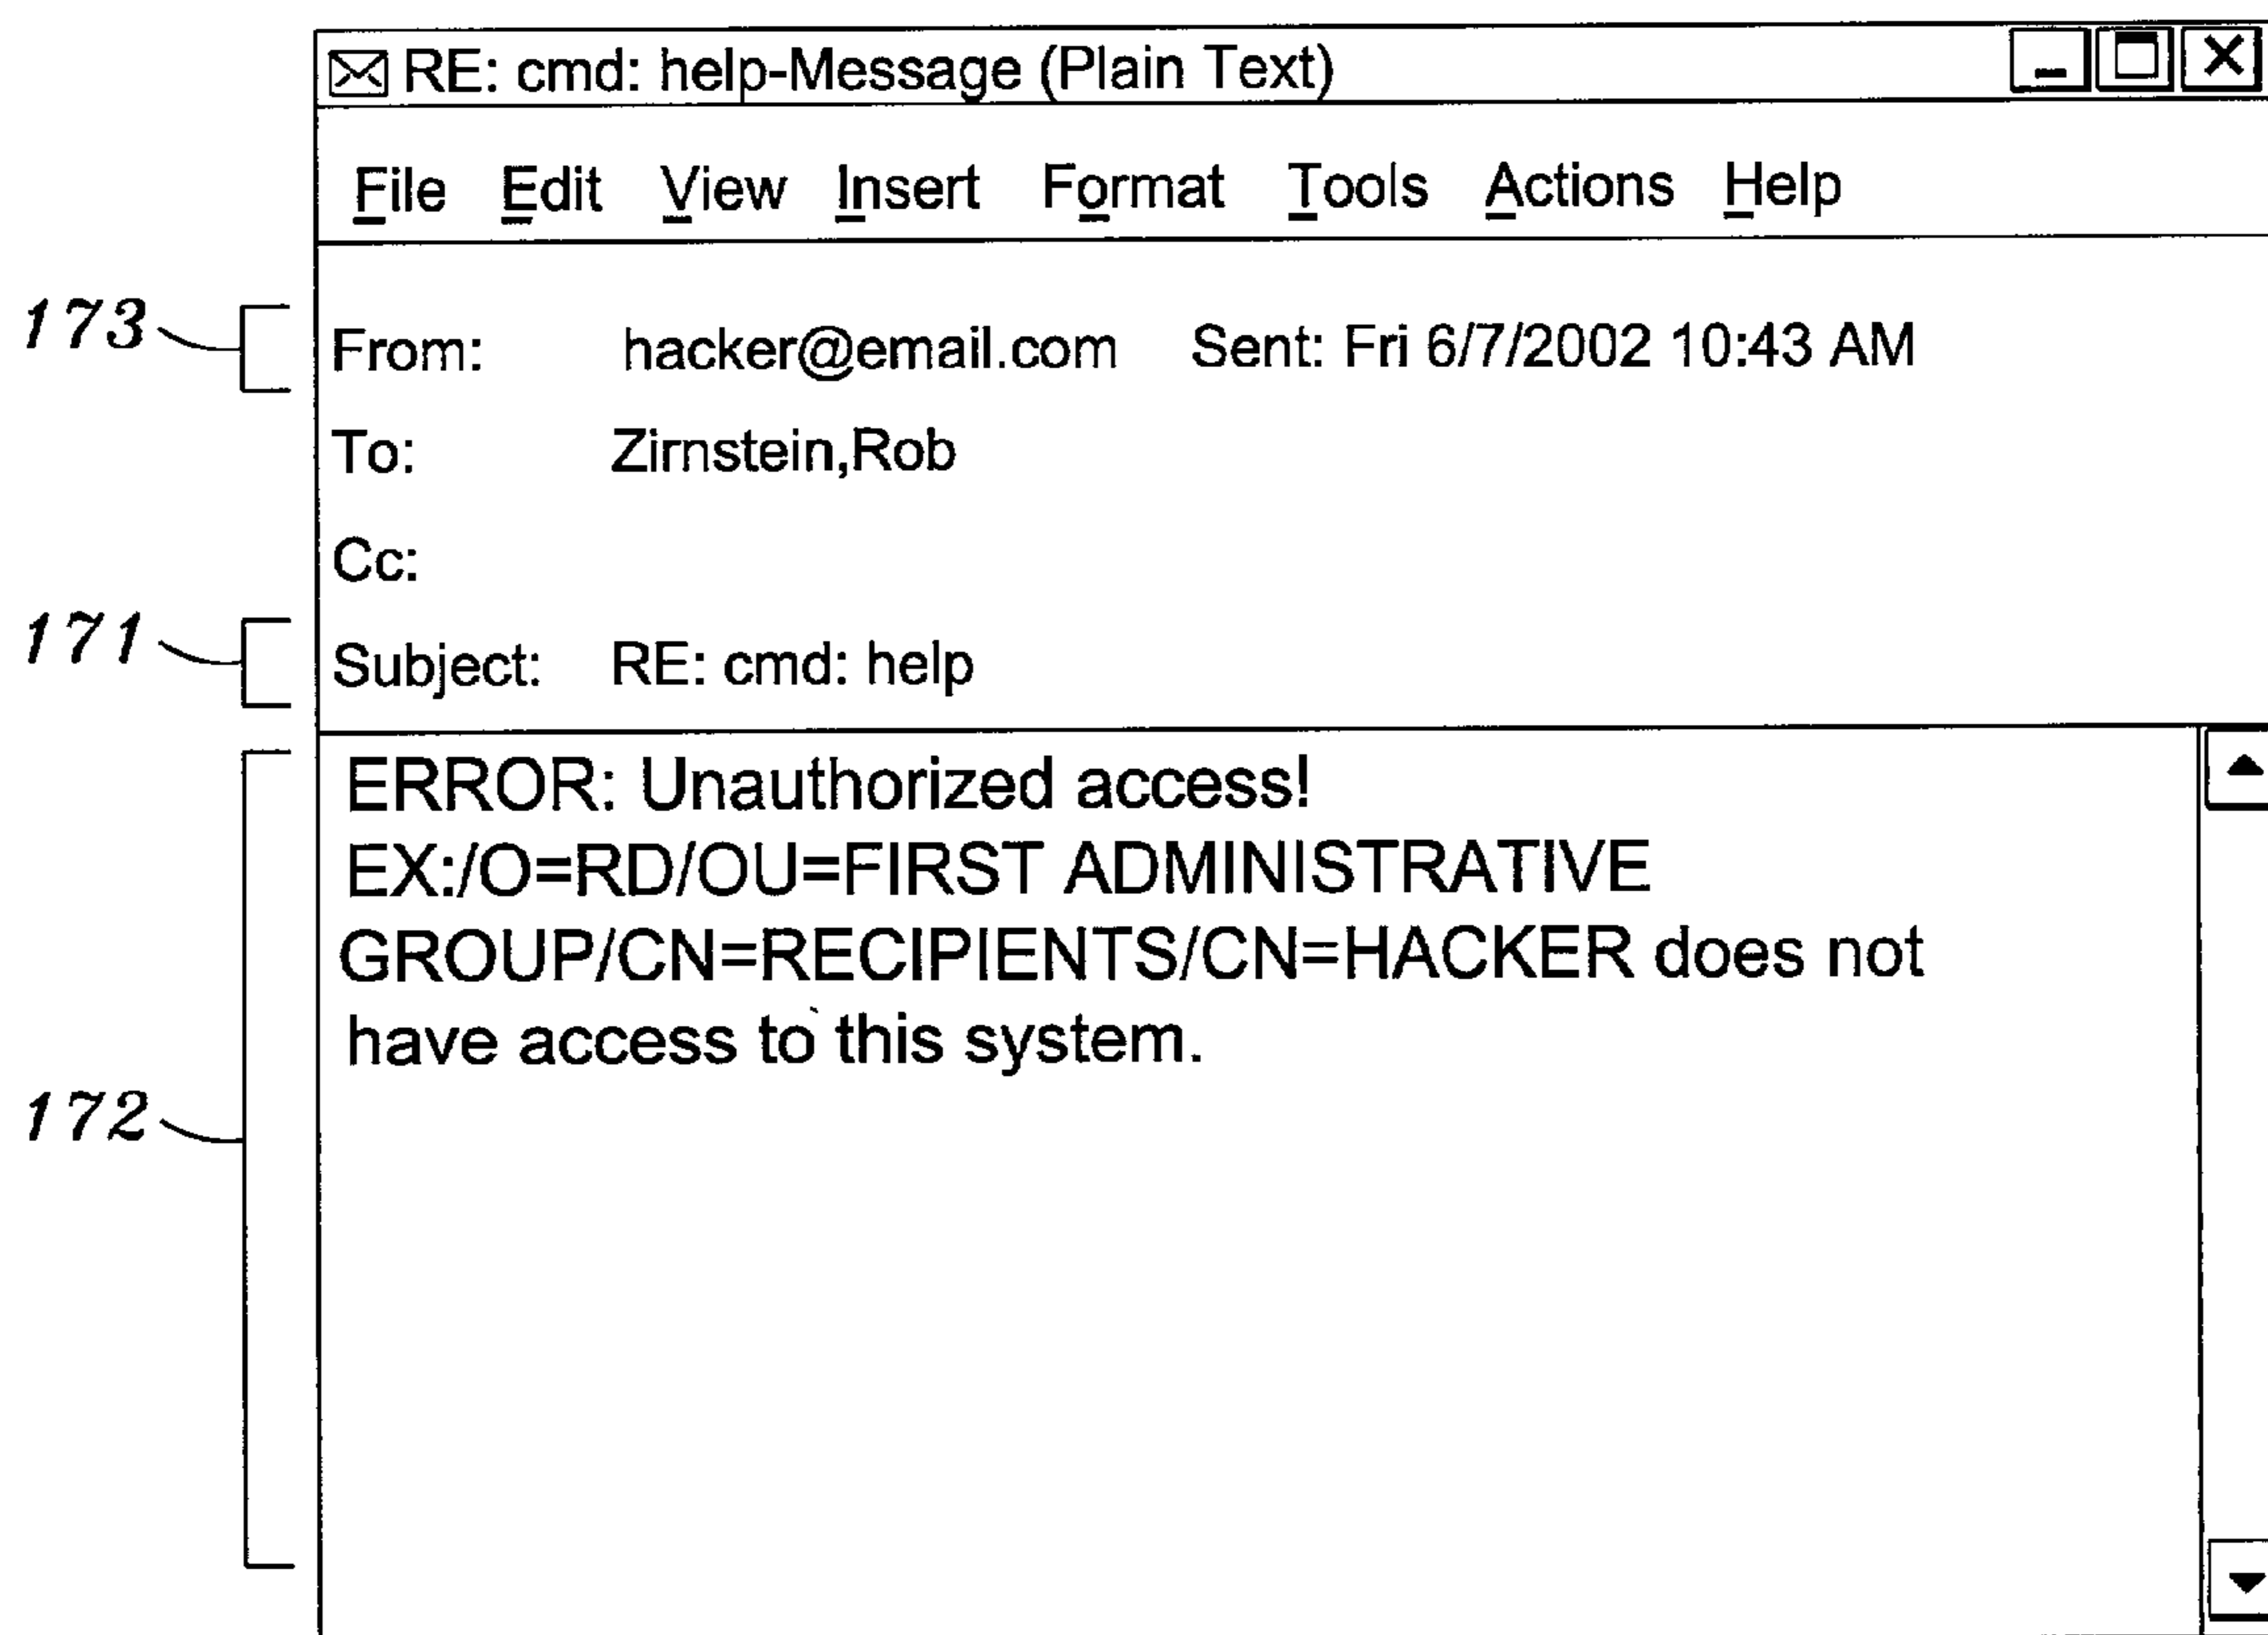 RE: cmd: help-Message (Plain Text)
File Edit View Insert Format Tools Actions Help
173
From: hacker@email.com Sent: Fri 6/7/2002 10:43 AM
To: Zirnstein,Rob
Cc:
171
Subject: RE: cmd: help
ERROR: Unauthorized access!
EX:/O=RD/OU=FIRST ADMINISTRATIVE
GROUP/CN=RECIPIENTS/CN=HACKER does not
have access to this system.
172